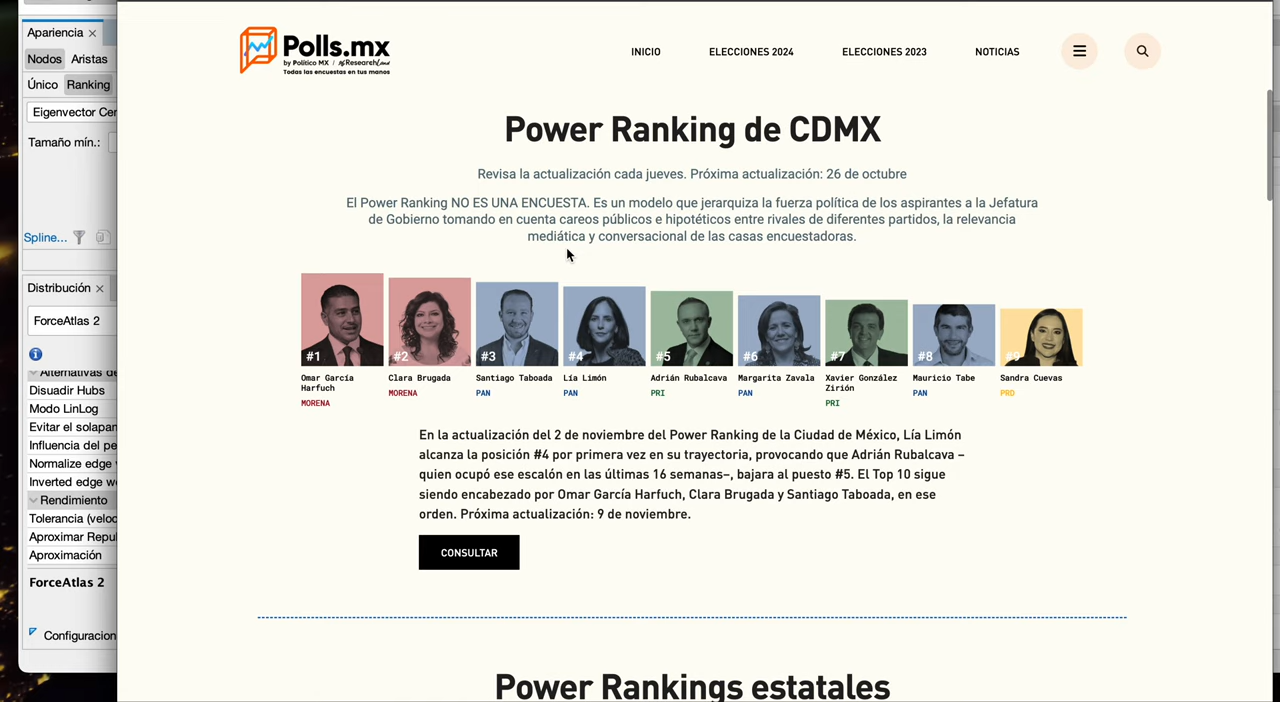 Apariencia
Nodos Aristas
Único Ranking
Eigenvector Cen
Tamaño mín.:
Spline...
Distribución
ForceAtlas 2
Alternativas de
Disuadir Hubs
Modo LinLog
Evitar el solapan
Influencia del pe
Normalize edge
Inverted edge we
Rendimiento
Tolerancia (veloc
Aproximar Repul
Aproximación
ForceAtlas 2
Configuracion
Polls.mx
by Político MX / #ResearchLand
Todas las encuestas en tus manos
INICIO ELECCIONES 2024 ELECCIONES 2023 NOTICIAS
Power Ranking de CDMX
Revisa la actualización cada jueves. Próxima actualización: 26 de octubre
El Power Ranking NO ES UNA ENCUESTA. Es un modelo que jerarquiza la fuerza política de los aspirantes a la Jefatura
de Gobierno tomando en cuenta careos públicos e hipotéticos entre rivales de diferentes partidos, la relevancia
mediática y conversacional de las casas encuestadoras.
#1 #2 #3 #4 #5 #6 #7 #8 #9
Omar García Harfuch
MORENA
Clara Brugada
MORENA
Santiago Taboada
PAN
Lía Limón
PAN
Adrián Rubalcava
PRI
Margarita Zavala
PAN
Xavier González Zirión
PRI
Mauricio Tabe
PAN
Sandra Cuevas
PRD
En la actualización del 2 de noviembre del Power Ranking de la Ciudad de México, Lía Limón
alcanza la posición #4 por primera vez en su trayectoria, provocando que Adrián Rubalcava –
quien ocupó ese escalón en las últimas 16 semanas–, bajara al puesto #5. El Top 10 sigue
siendo encabezado por Omar García Harfuch, Clara Brugada y Santiago Taboada, en ese
orden. Próxima actualización: 9 de noviembre.
CONSULTAR
Power Rankings estatales